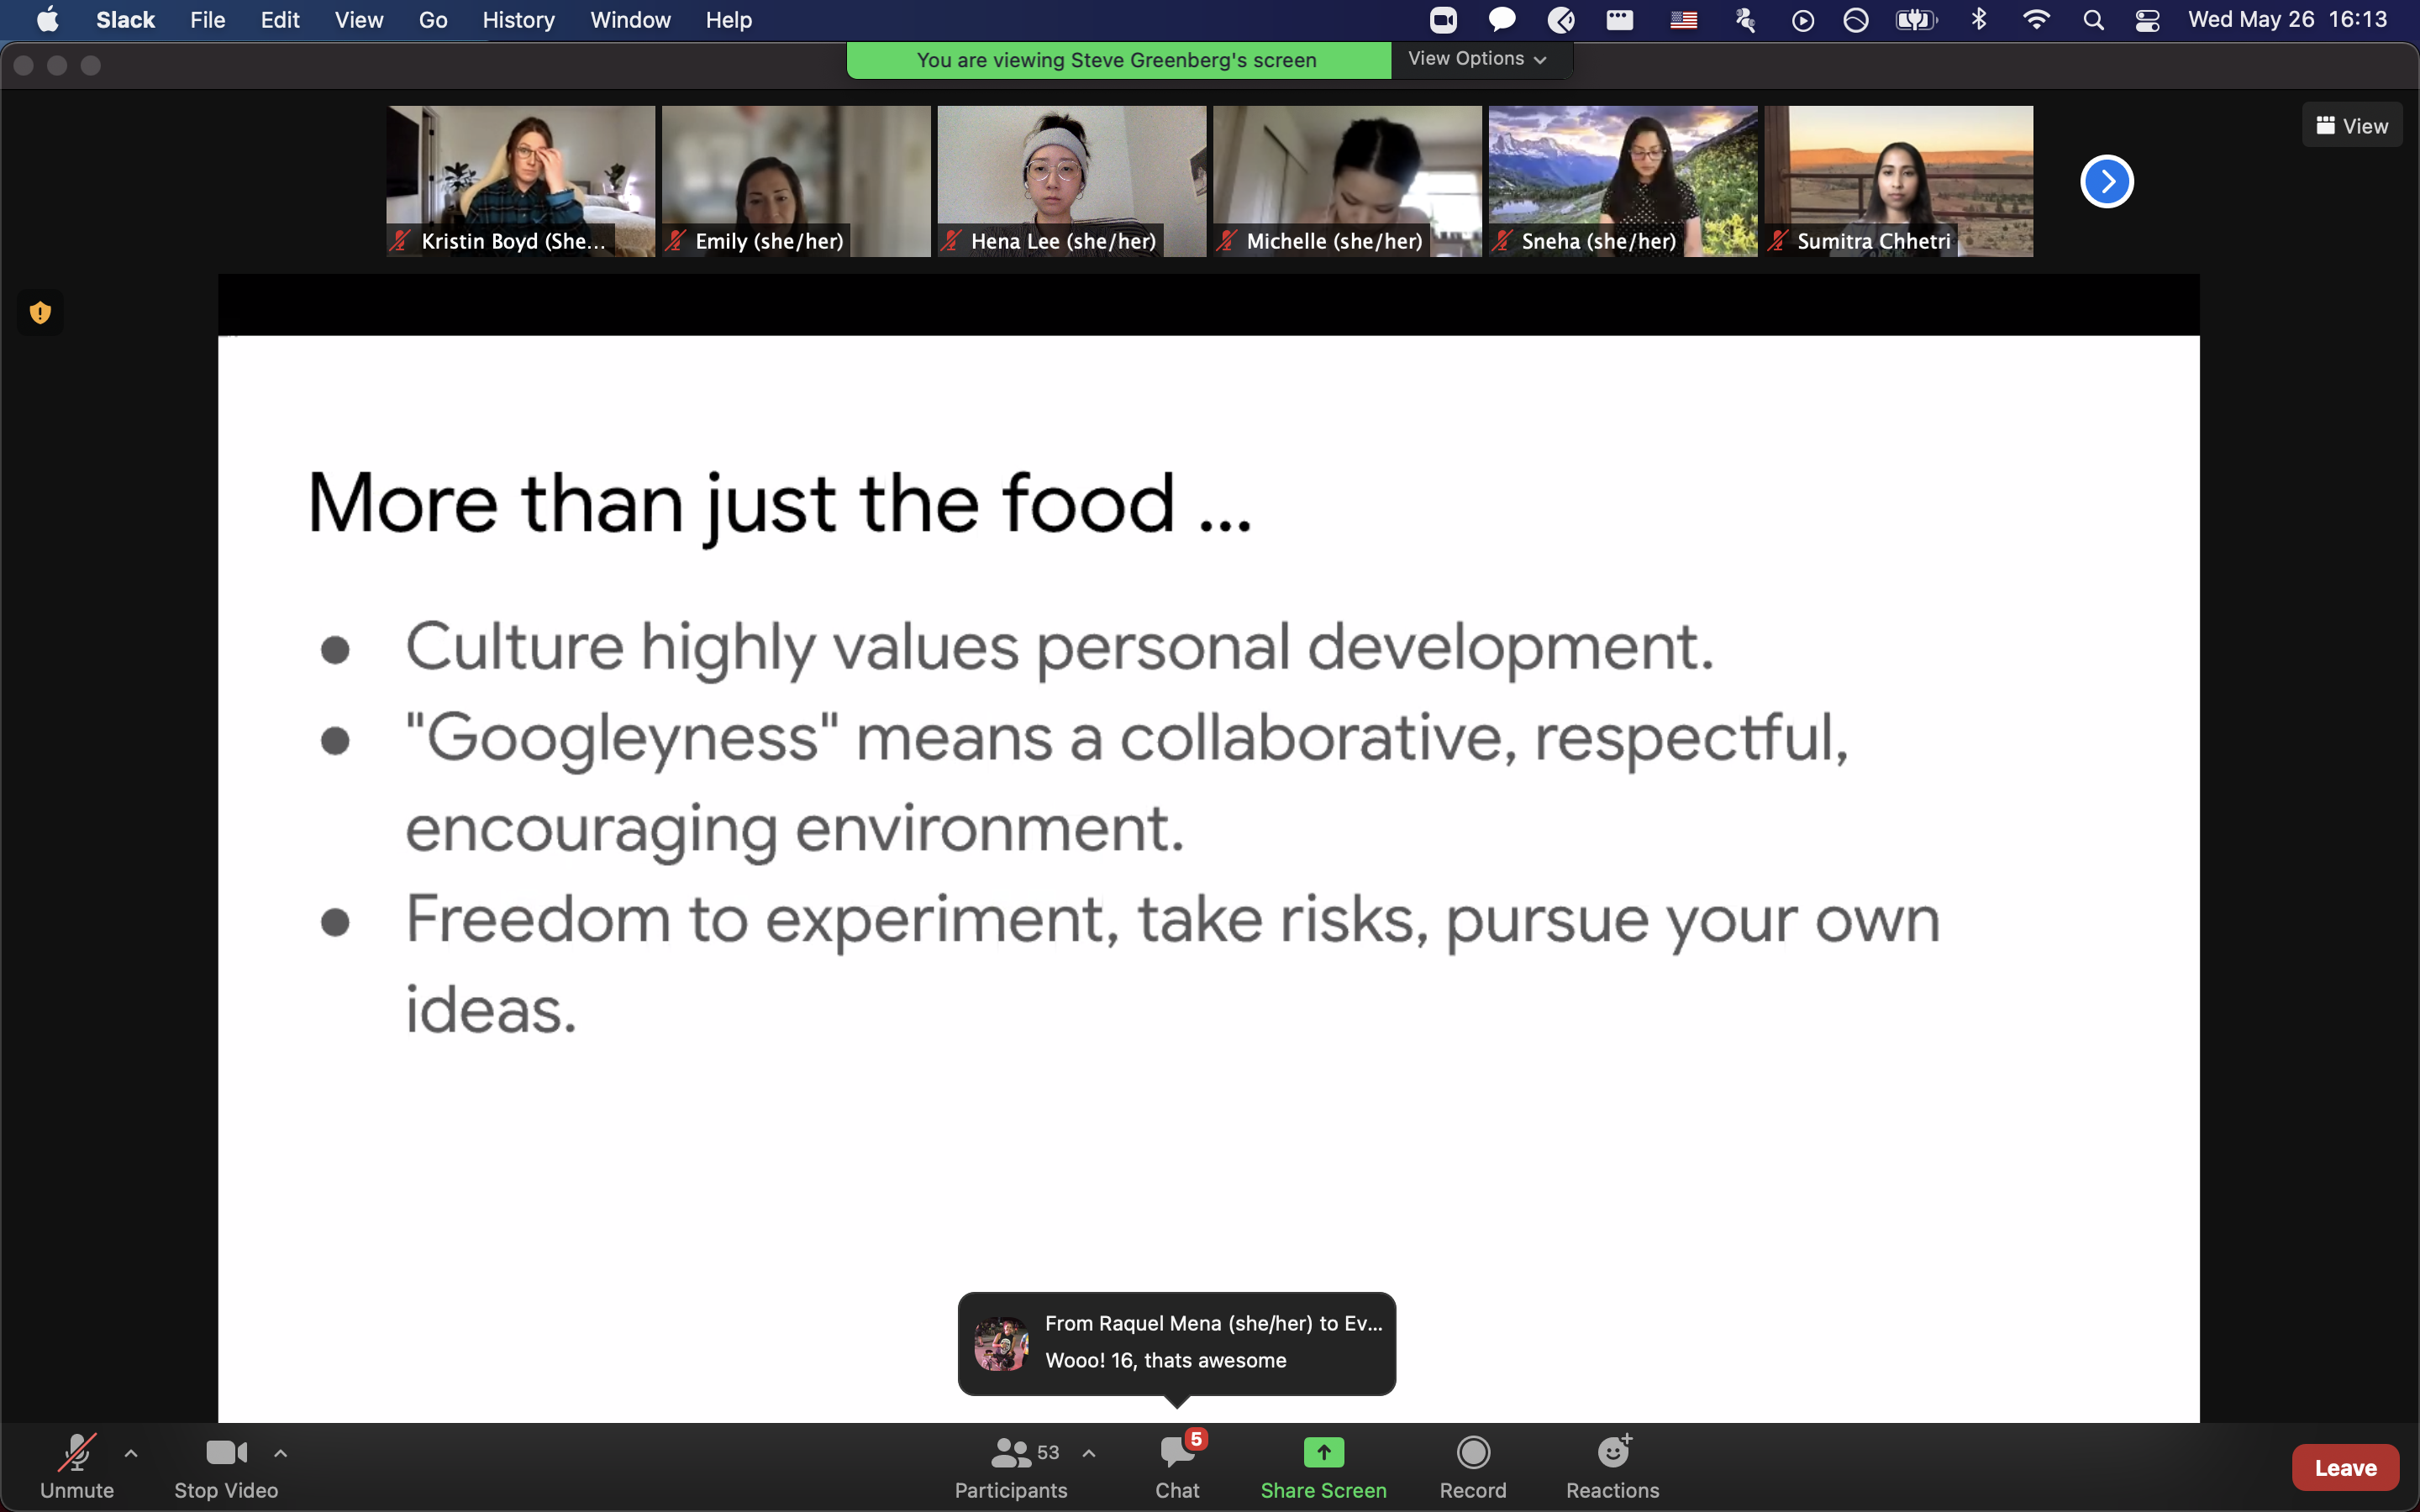 Slack File Edit View Go History Window Help Wed May 26 16:13
You are viewing Steve Greenberg's screen View Options
View
Kristin Boyd (She... Emily (she/her) Hena Lee (she/her) Michelle (she/her) Sneha (she/her) Sumitra Chhetri
More than just the food ...
● Culture highly values personal development.
● "Googleyness" means a collaborative, respectful,
encouraging environment.
● Freedom to experiment, take risks, pursue your own
ideas.
From Raquel Mena (she/her) to Ev...
Wooo! 16, thats awesome
53 5
Unmute Stop Video Participants Chat Share Screen Record Reactions Leave